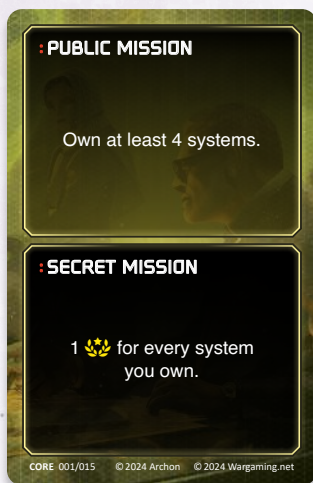 : PUBLIC MISSION
Own at least 4 systems.
: SECRET MISSION
1 for every system
you own.
CORE 001/015 © 2024 Archon © 2024 Wargaming.net